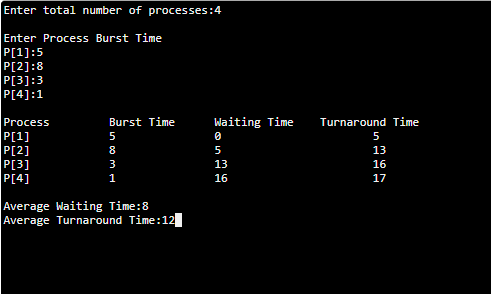 Enter total number of processes:4
Enter Process Burst Time
P[1]:5
P[2]:8
P[3]:3
P[4]:1
Process Burst Time Waiting Time Turnaround Time
P[1] 5 0 5
P[2] 8 5 13
P[3] 3 13 16
P[4] 1 16 17
Average Waiting Time:8
Average Turnaround Time:12